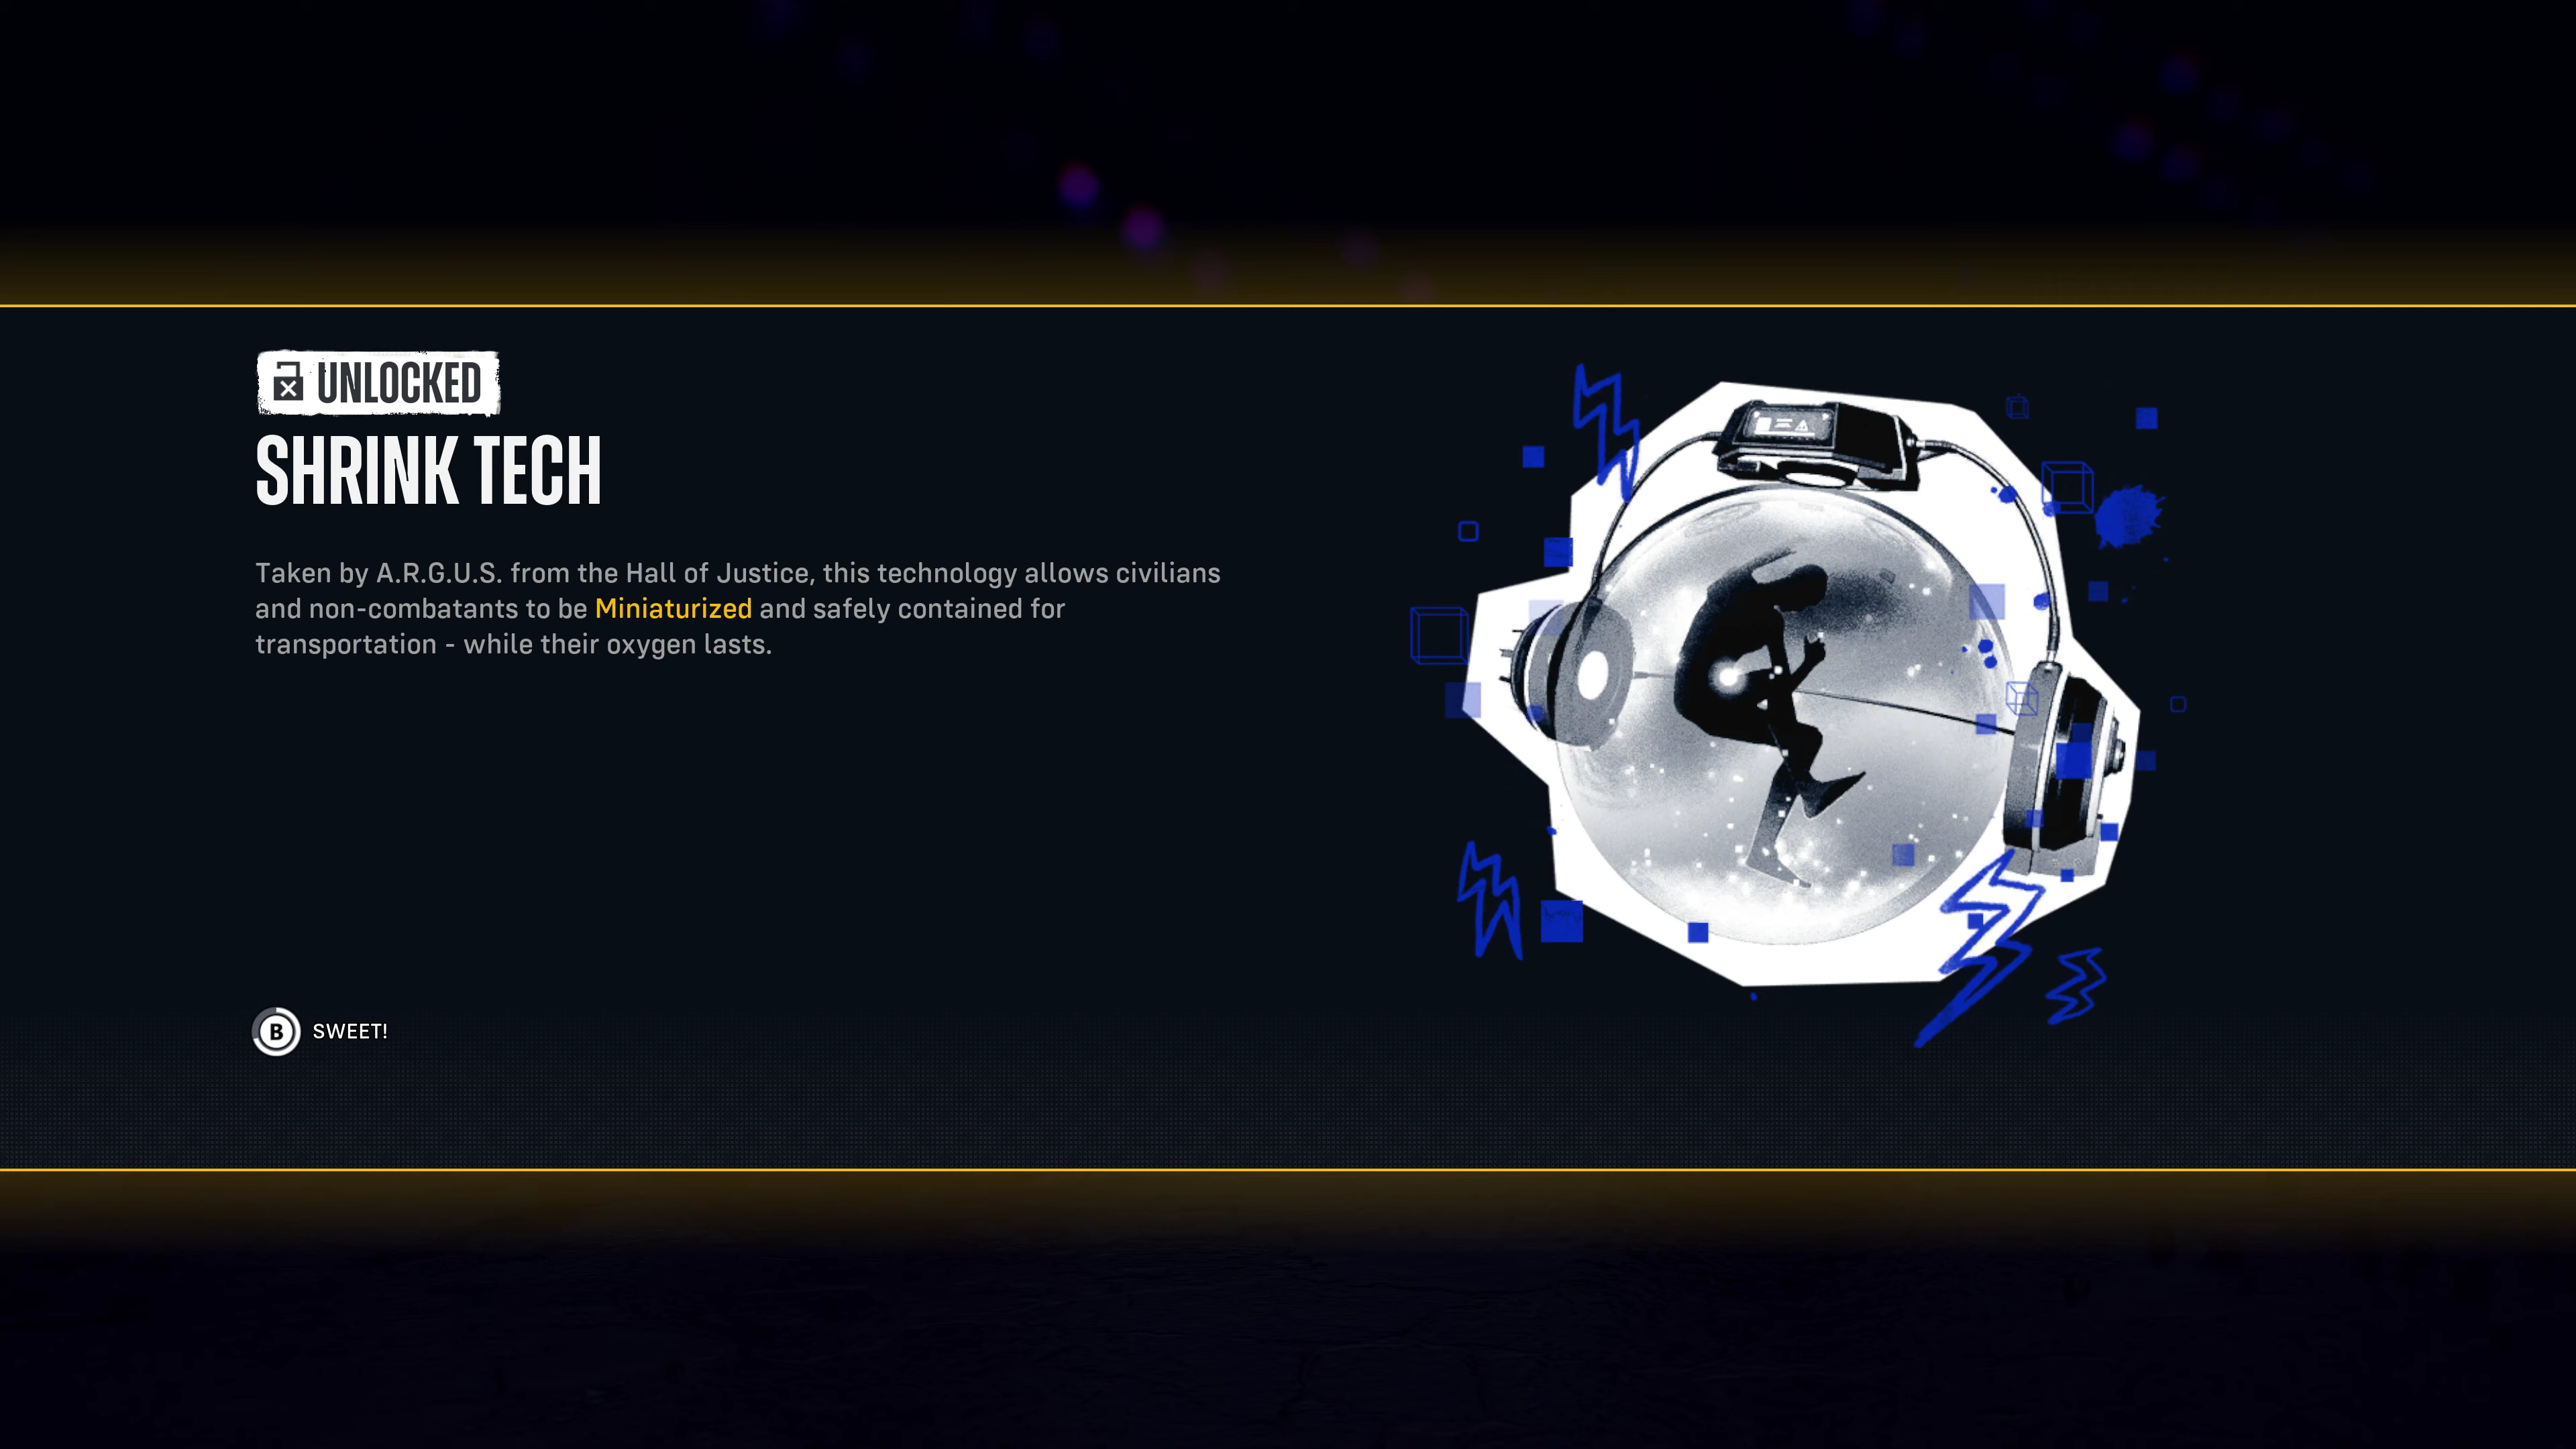 UNLOCKED
SHRINK TECH
Taken by A.R.G.U.S. from the Hall of Justice, this technology allows civilians
and non-combatants to be Miniaturized and safely contained for
transportation - while their oxygen lasts.
B SWEET!